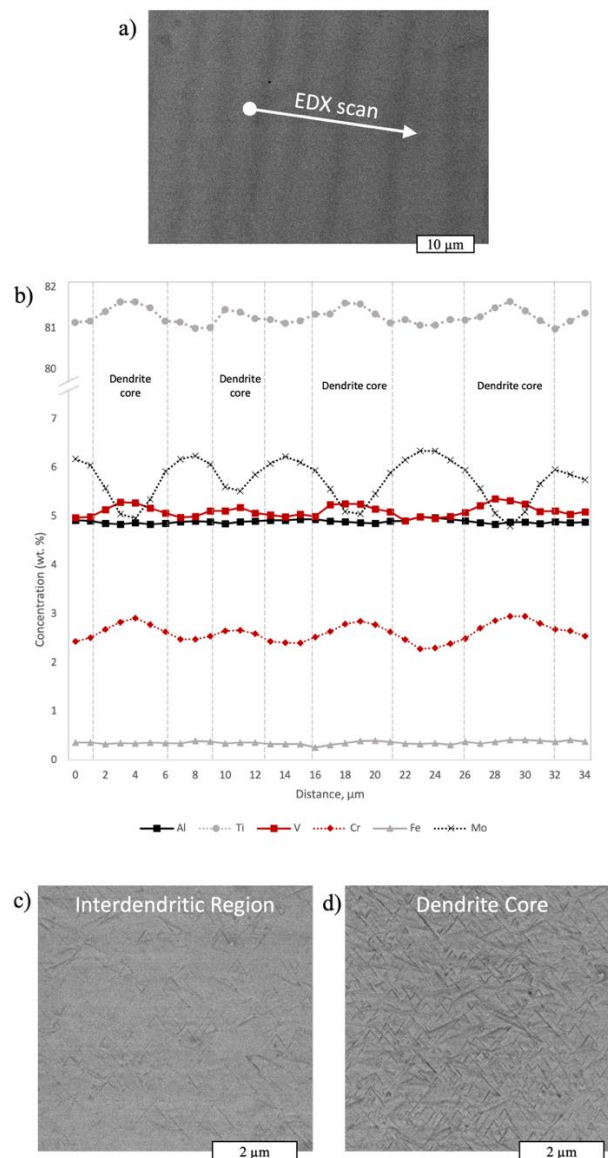 a)
EDX scan
10 μm
b)
82
81
80
7
6
5
4
3
2
1
0
Concentration (wt. %)
Dendrite
core
Dendrite
core
Dendrite core
Dendrite core
0 2 4 6 8 10 12 14 16 18 20 22 24 26 28 30 32 34
Distance, μm
Al Ti V Cr Fe Mo
c)
Interdendritic Region
2 μm
d)
Dendrite Core
2 μm